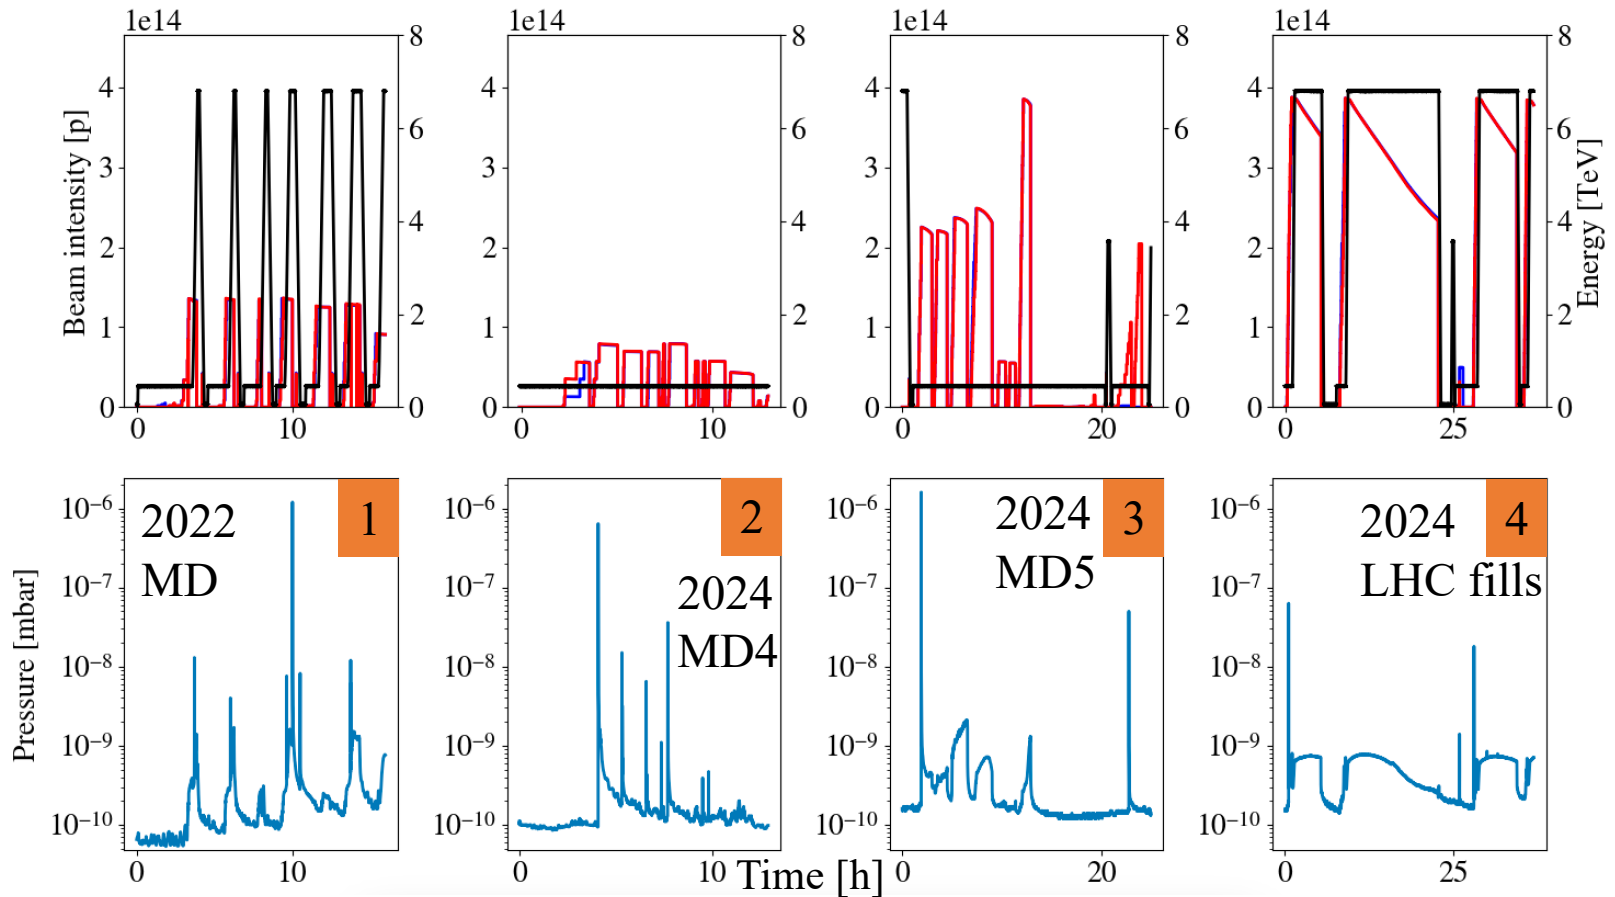 1e14 1e14 1e14 1e14
8 8 8 8
4 4 4 4
6 6 6 6
3 3 3 3
4 4 4 4
2 2 2 2
2 2 2 2
1 1 1 1
0 0 0 0 0 0 0 0
0 10 0 10 0 20 0 25
Beam intensity [p]
Energy [TeV]
10⁻⁶ 10⁻⁶ 10⁻⁶ 10⁻⁶
10⁻⁷ 10⁻⁷ 10⁻⁷ 10⁻⁷
10⁻⁸ 10⁻⁸ 10⁻⁸ 10⁻⁸
10⁻⁹ 10⁻⁹ 10⁻⁹ 10⁻⁹
10⁻¹⁰ 10⁻¹⁰ 10⁻¹⁰ 10⁻¹⁰
Pressure [mbar]
2022
MD
1
2024
MD4
2
2024
MD5
3
2024
LHC fills
4
0 10 0 10 0 20 0 25
Time [h]